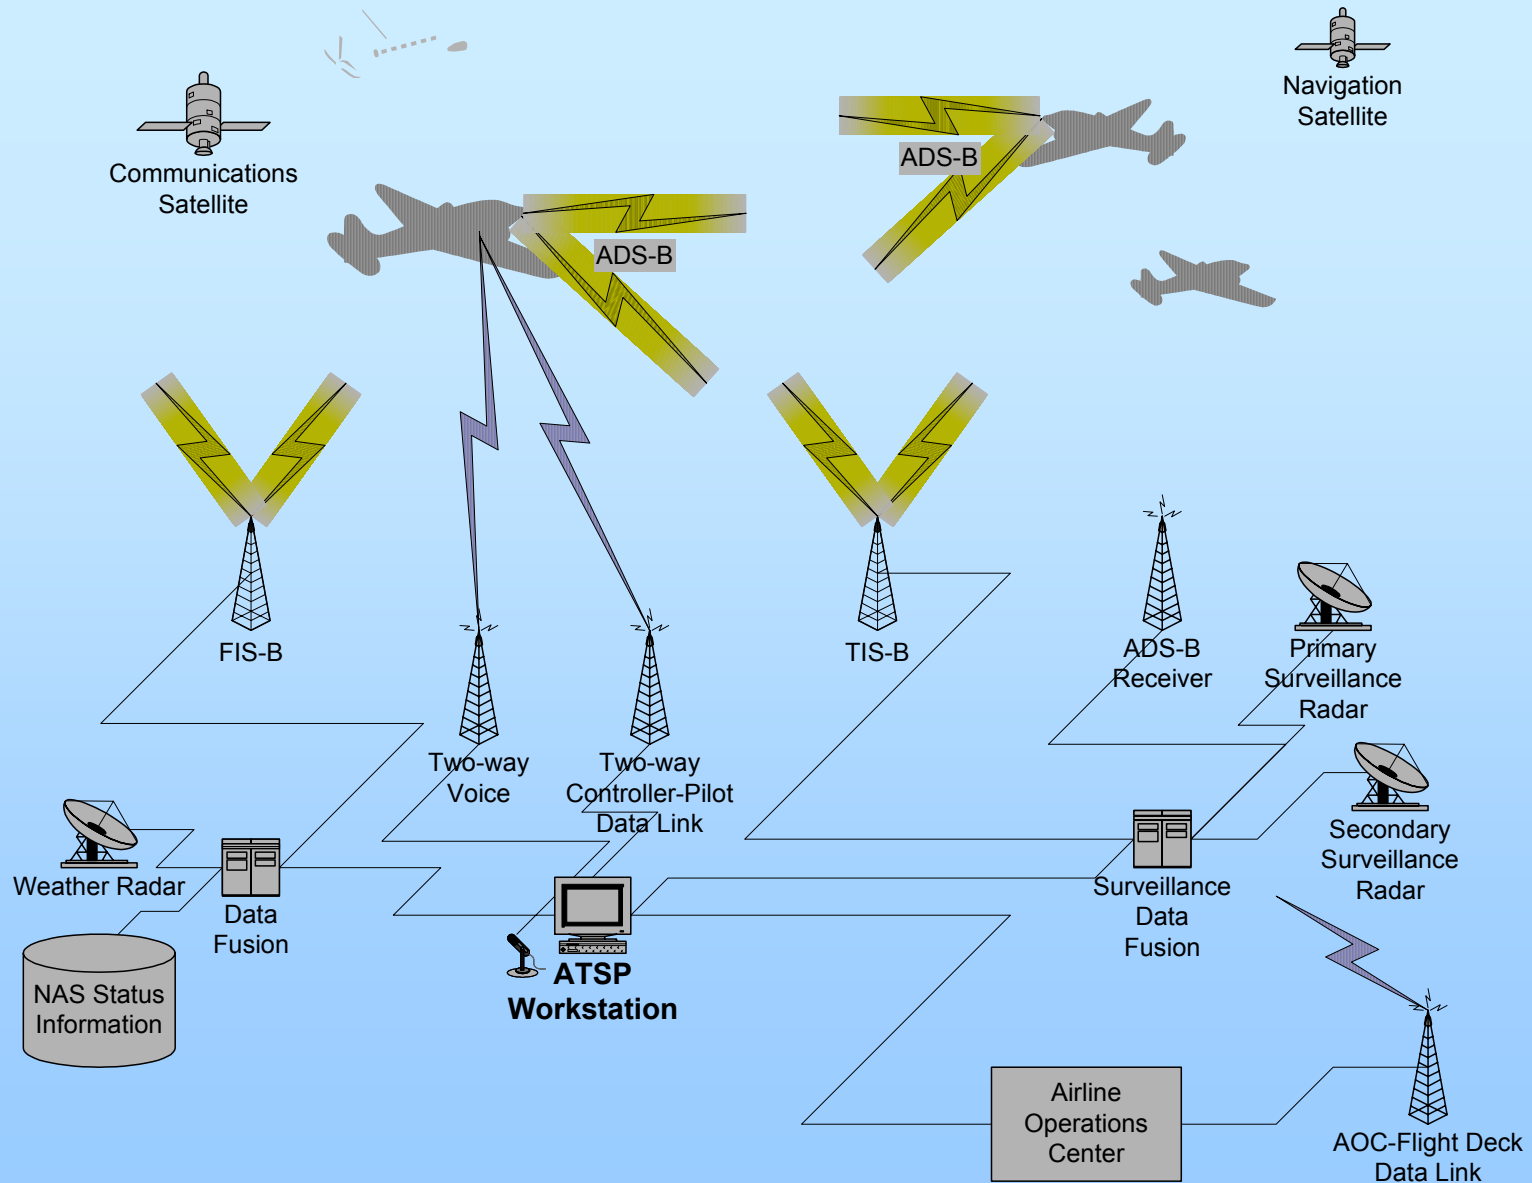 Navigation
Satellite
Communications
Satellite
ADS-B
ADS-B
FIS-B
TIS-B
ADS-B
Receiver
Primary
Surveillance
Radar
Two-way
Voice
Two-way
Controller-Pilot
Data Link
Secondary
Surveillance
Radar
Weather Radar
Data
Fusion
Surveillance
Data
Fusion
ATSP
Workstation
NAS Status
Information
Airline
Operations
Center
AOC-Flight Deck
Data Link